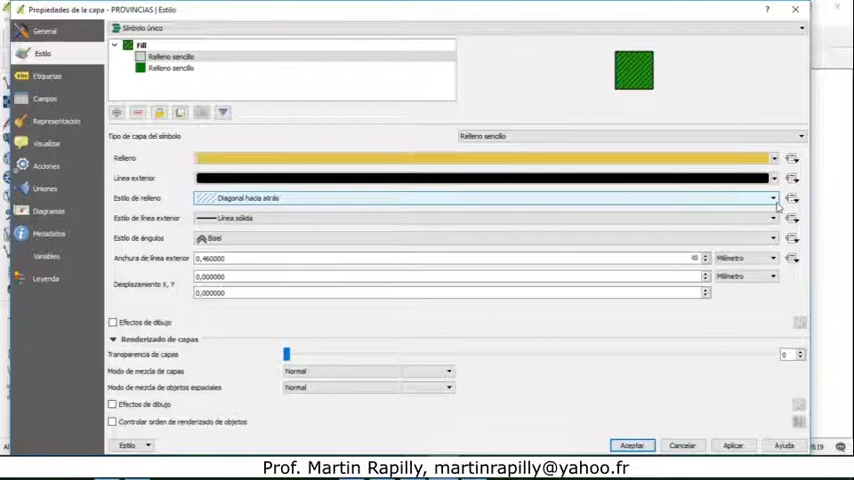 Propiedades de la capa - PROVINCIAS | Estilo
General
Estilo
Etiquetas
Campos
Representación
Visualizar
Acciones
Uniones
Diagramas
Metadatos
Variables
Leyenda
Símbolo único
Fill
Relleno sencillo
Relleno sencillo
Tipo de capa del símbolo
Relleno sencillo
Relleno
Línea exterior
Estilo de relleno
Diagonal hacia atrás
Estilo de línea exterior
Línea sólida
Estilo de ángulos
Bisel
Anchura de línea exterior
0,460000
Milímetro
Desplazamiento X, Y
0,000000
Milímetro
0,000000
Efectos de dibujo
Renderizado de capas
Transparencia de capas
0
Modo de mezcla de capas
Normal
Modo de mezcla de objetos espaciales
Normal
Efectos de dibujo
Controlar orden de renderizado de objetos
Estilo
Aceptar
Cancelar
Aplicar
Ayuda
Prof. Martin Rapilly, martinrapilly@yahoo.fr